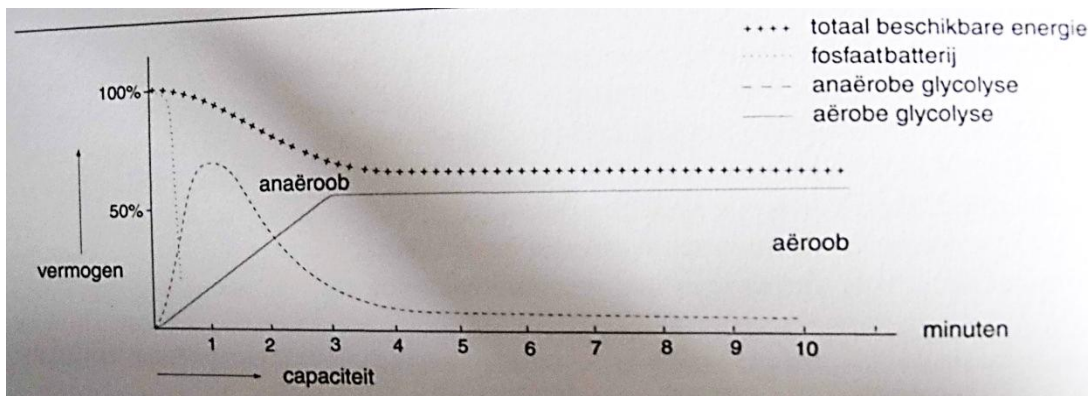 totaal beschikbare energie
fosfaatbatterij
anaërobe glycolyse
aërobe glycolyse
100%
anaëroob
50%
aëroob
vermogen
minuten
1 2 3 4 5 6 7 8 9 10
capaciteit